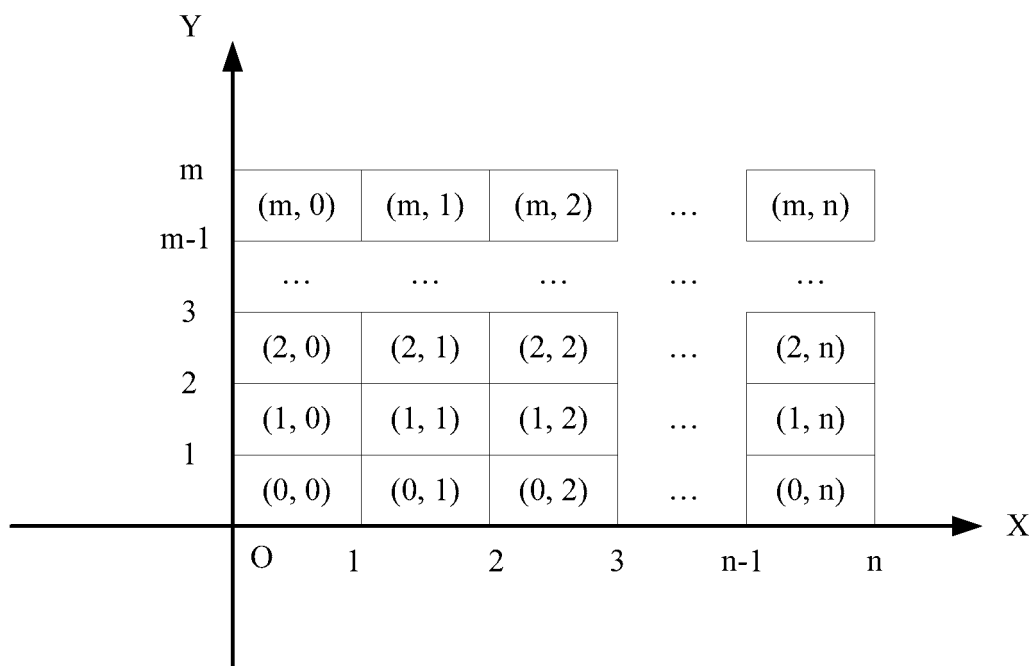 Y
m
(m, 0) (m, 1) (m, 2) … (m, n)
m-1
… … … … …
3
(2, 0) (2, 1) (2, 2) … (2, n)
2
(1, 0) (1, 1) (1, 2) … (1, n)
1
(0, 0) (0, 1) (0, 2) … (0, n)
X
O 1 2 3 n-1 n